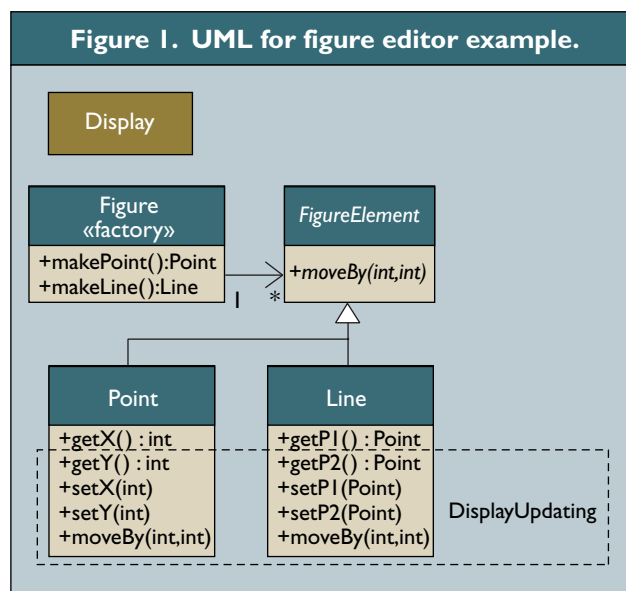 Figure 1. UML for figure editor example.
Display
Figure
«factory»
+makePoint():Point
+makeLine():Line
1
*
FigureElement
+moveBy(int,int)
Point
+getX() : int
+getY() : int
+setX(int)
+setY(int)
+moveBy(int,int)
Line
+getP1() : Point
+getP2() : Point
+setP1(Point)
+setP2(Point)
+moveBy(int,int)
DisplayUpdating